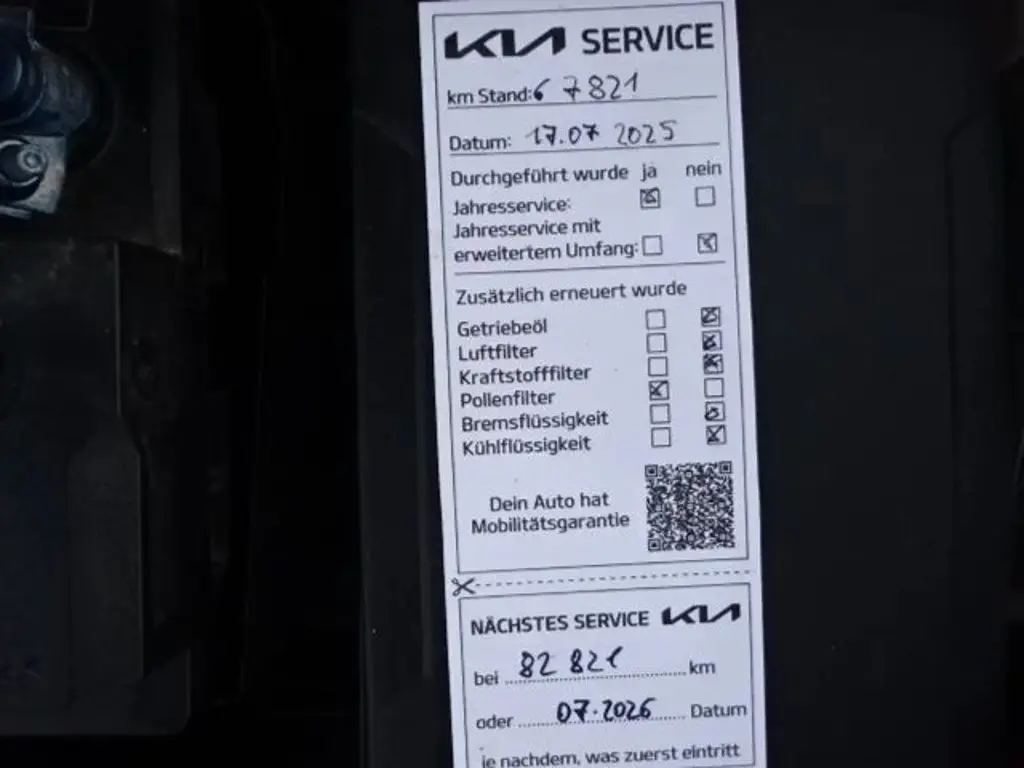 KIA SERVICE
km Stand: 67821
Datum: 17.07 2025
Durchgeführt wurde ja nein
Jahresservice:
Jahresservice mit
erweitertem Umfang:
Zusätzlich erneuert wurde
Getriebeöl
Luftfilter
Kraftstofffilter
Pollenfilter
Bremsflüssigkeit
Kühlflüssigkeit
Dein Auto hat
Mobilitätsgarantie
NÄCHSTES SERVICE KIA
bei 82 821 km
oder 07.2026 Datum
je nachdem, was zuerst eintritt